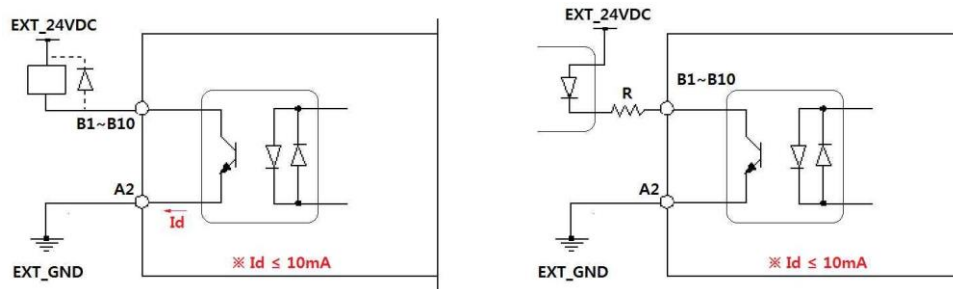 EXT_24VDC
B1~B10
A2
Id
EXT_GND
※ Id ≤ 10mA
EXT_24VDC
R
B1~B10
A2
EXT_GND
※ Id ≤ 10mA